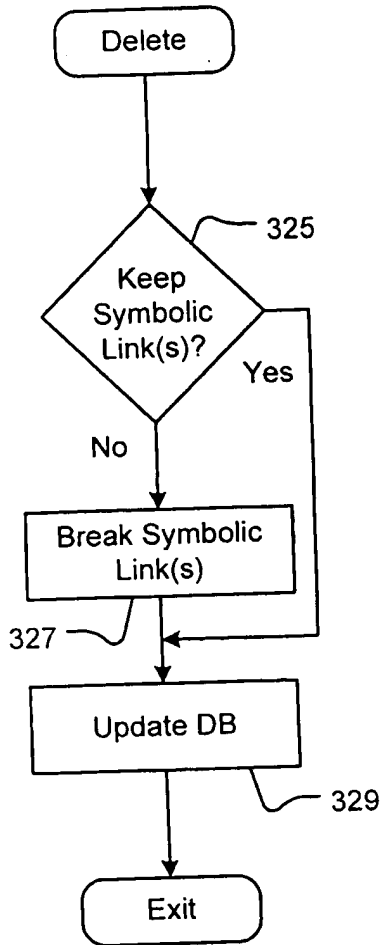 Delete
325
Keep
Symbolic
Link(s)?
Yes
No
Break Symbolic
Link(s)
327
Update DB
329
Exit